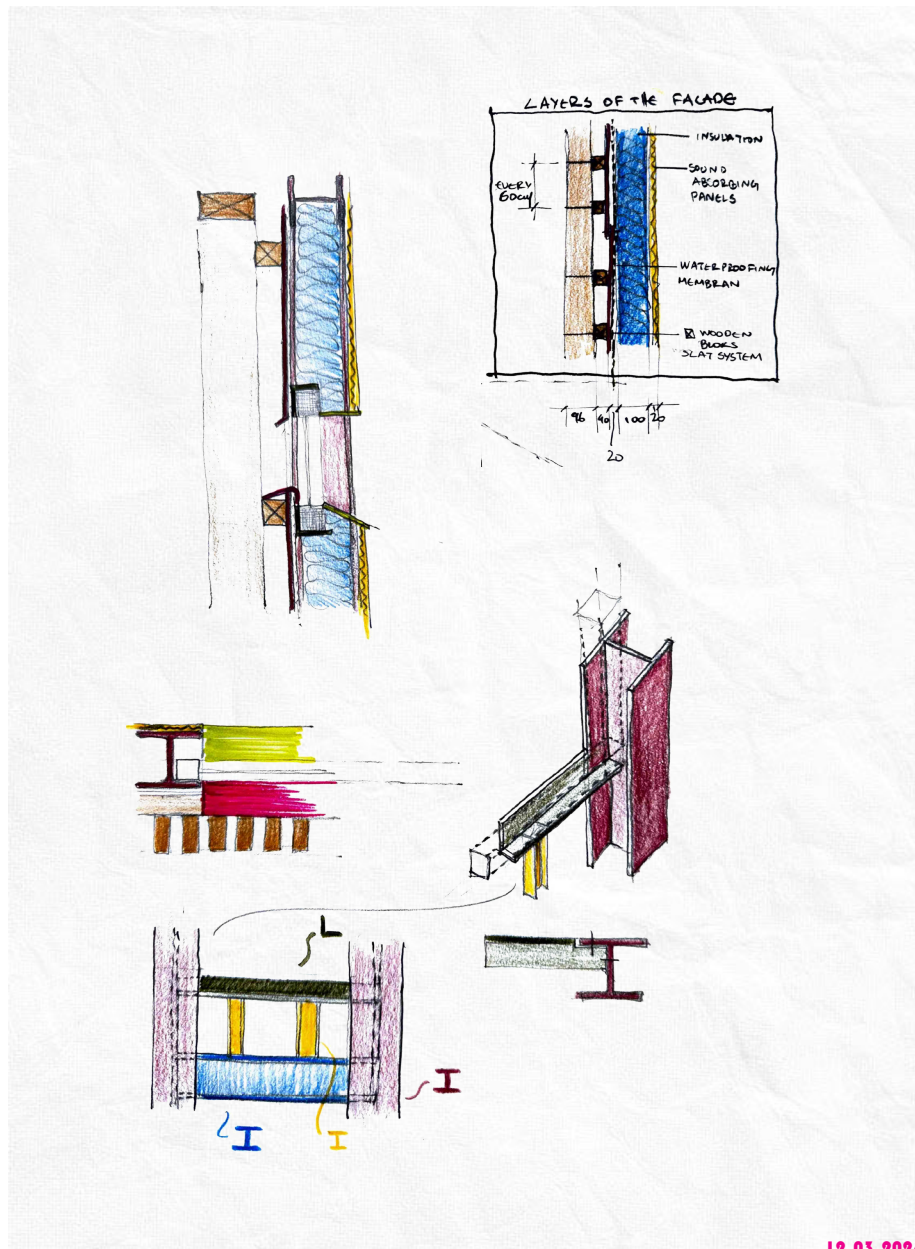 LAYERS OF THE FACADE
INSULATION
SOUND
ABSORBING
PANELS
EVERY
60CM
WATERPROOFING
MEMBRAN
WOODEN
BLOKS
SLAT SYSTEM
96 40 100 20
20
L
I
I
I